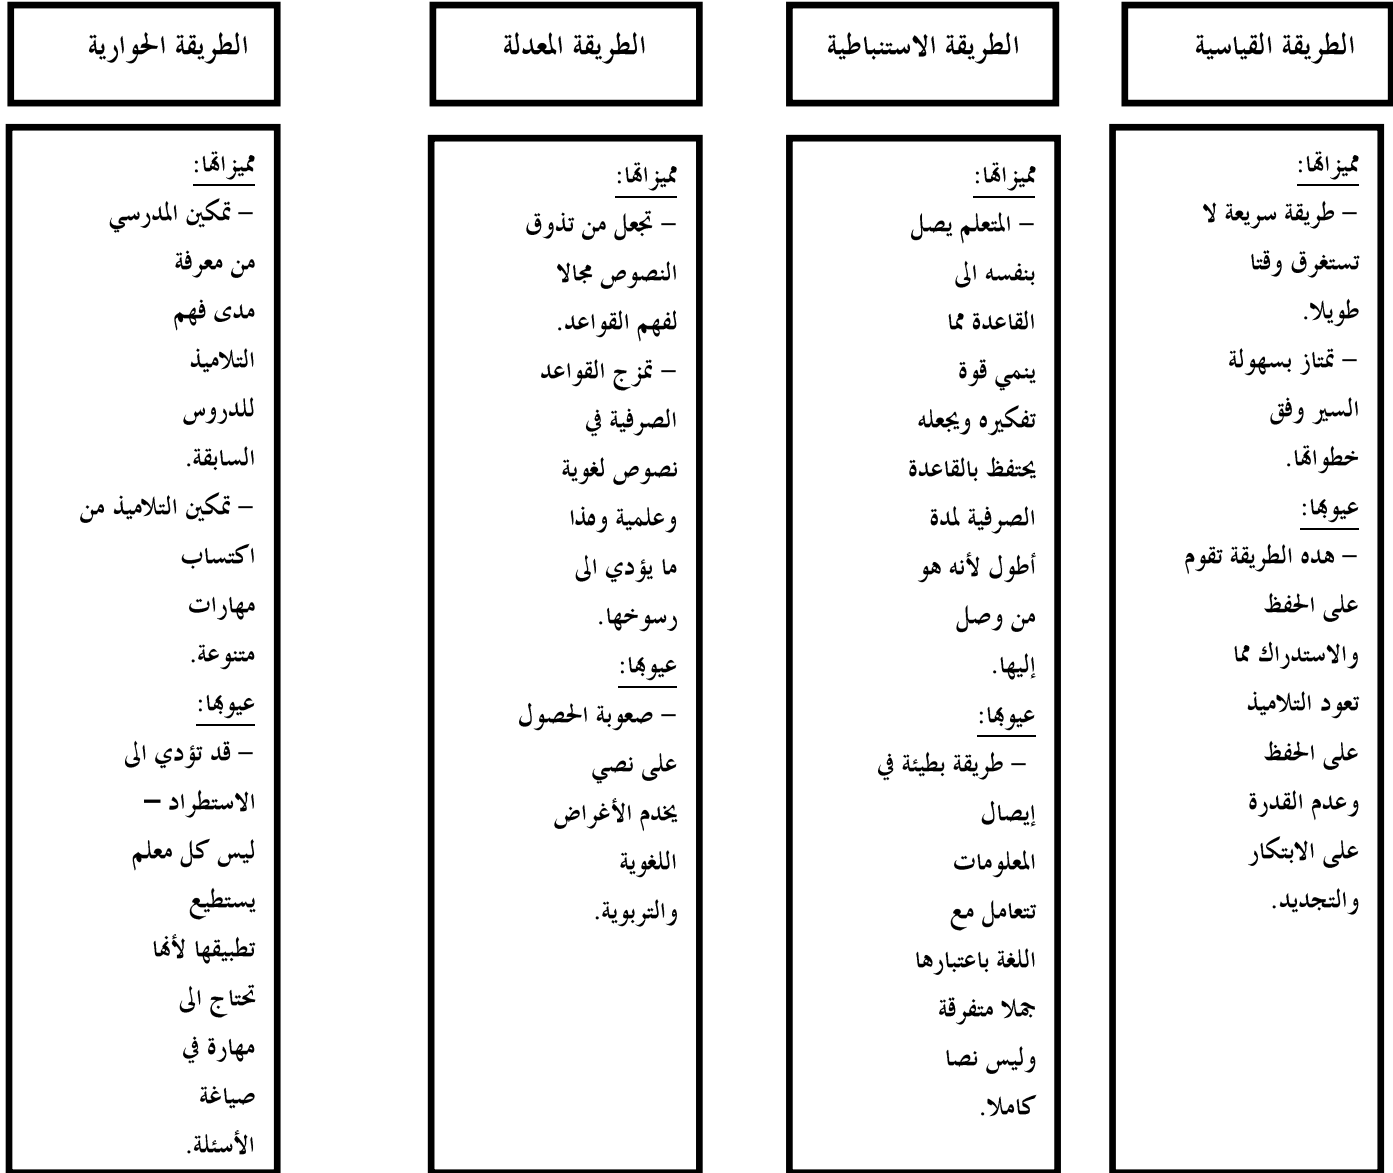 الطريقة القياسية
مميزاتها:
– طريقة سريعة لا
تستغرق وقتا
طويلا.
– تمتاز بسهولة
السير وفق
خطواتها.
عيوبها:
– هده الطريقة تقوم
على الحفظ
والاستدراك مما
تعود التلاميذ
على الحفظ
وعدم القدرة
على الابتكار
والتجديد.
الطريقة الاستنباطية
مميزاتها:
– المتعلم يصل
بنفسه الى
القاعدة مما
ينمي قوة
تفكيره ويجعله
يحتفظ بالقاعدة
الصرفية لمدة
أطول لأنه هو
من وصل
إليها.
عيوبها:
– طريقة بطيئة في
إيصال
المعلومات
تتعامل مع
اللغة باعتبارها
جملا متفرقة
وليس نصا
كاملا.
الطريقة المعدلة
مميزاتها:
– تجعل من تذوق
النصوص مجالا
لفهم القواعد.
– تمزج القواعد
الصرفية في
نصوص لغوية
وعلمية وهذا
ما يؤدي الى
رسوخها.
عيوبها:
– صعوبة الحصول
على نصي
يخدم الأغراض
اللغوية
والتربوية.
الطريقة الحوارية
مميزاتها:
– تمكين المدرسي
من معرفة
مدى فهم
التلاميذ
للدروس
السابقة.
– تمكين التلاميذ من
اكتساب
مهارات
متنوعة.
عيوبها:
– قد تؤدي الى
الاستطراد –
ليس كل معلم
يستطيع
تطبيقها لأنها
تحتاج الى
مهارة في
صياغة
الأسئلة.